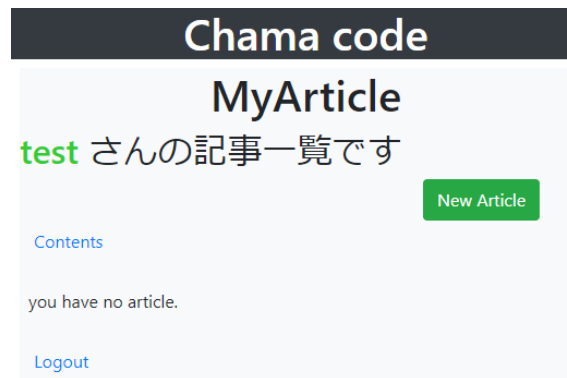 Chama code
MyArticle
test さんの記事一覧です
New Article
Contents
you have no article.
Logout